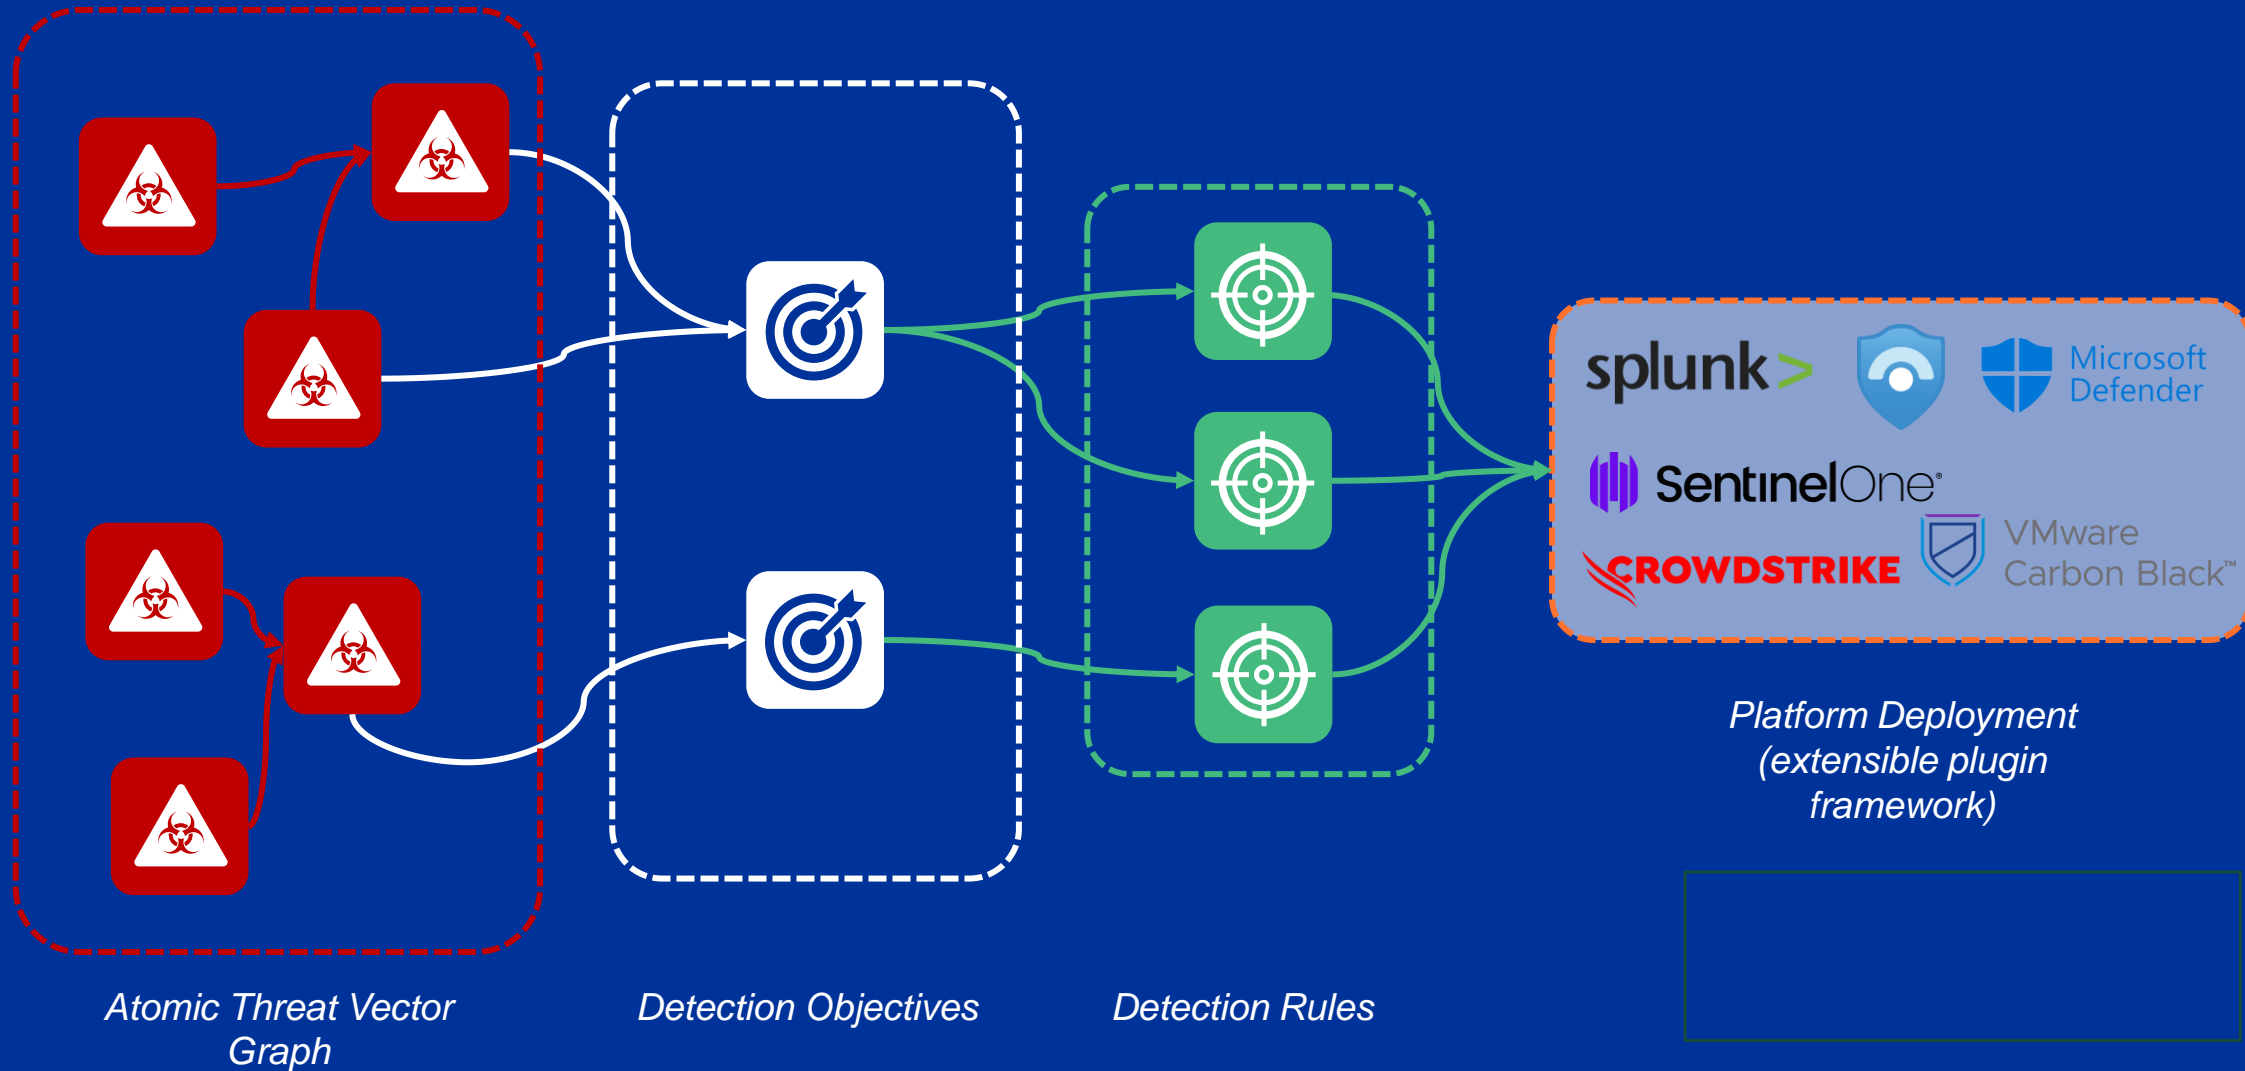 splunk>
Microsoft
Defender
SentinelOne®
CROWDSTRIKE
VMware
Carbon Black™
Platform Deployment
(extensible plugin
framework)
Atomic Threat Vector
Graph
Detection Objectives
Detection Rules